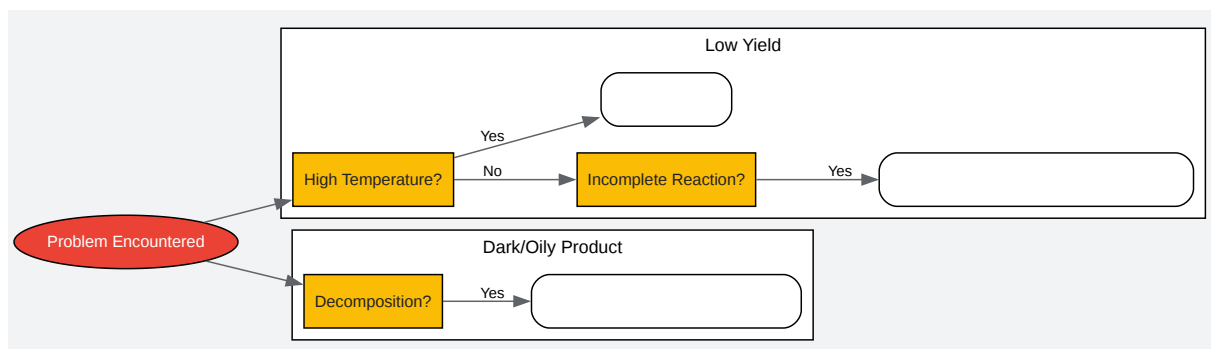 Low Yield
Yes
High Temperature?
No
Incomplete Reaction?
Yes
Problem Encountered
Dark/Oily Product
Decomposition?
Yes